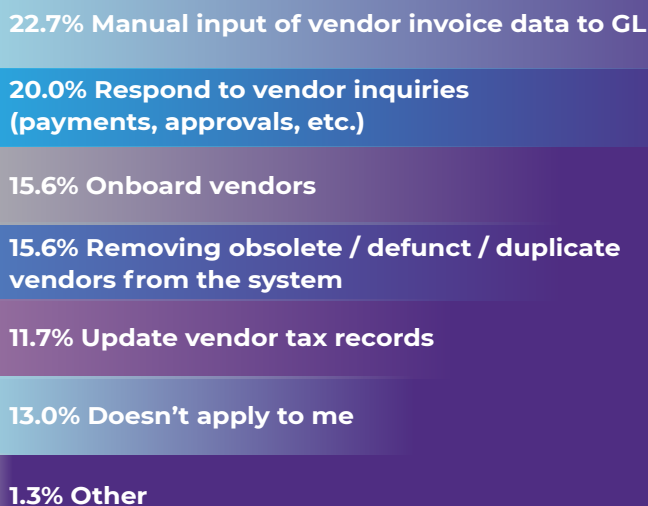 22.7% Manual input of vendor invoice data to GL
20.0% Respond to vendor inquiries
(payments, approvals, etc.)
15.6% Onboard vendors
15.6% Removing obsolete / defunct / duplicate
vendors from the system
11.7% Update vendor tax records
13.0% Doesn’t apply to me
1.3% Other